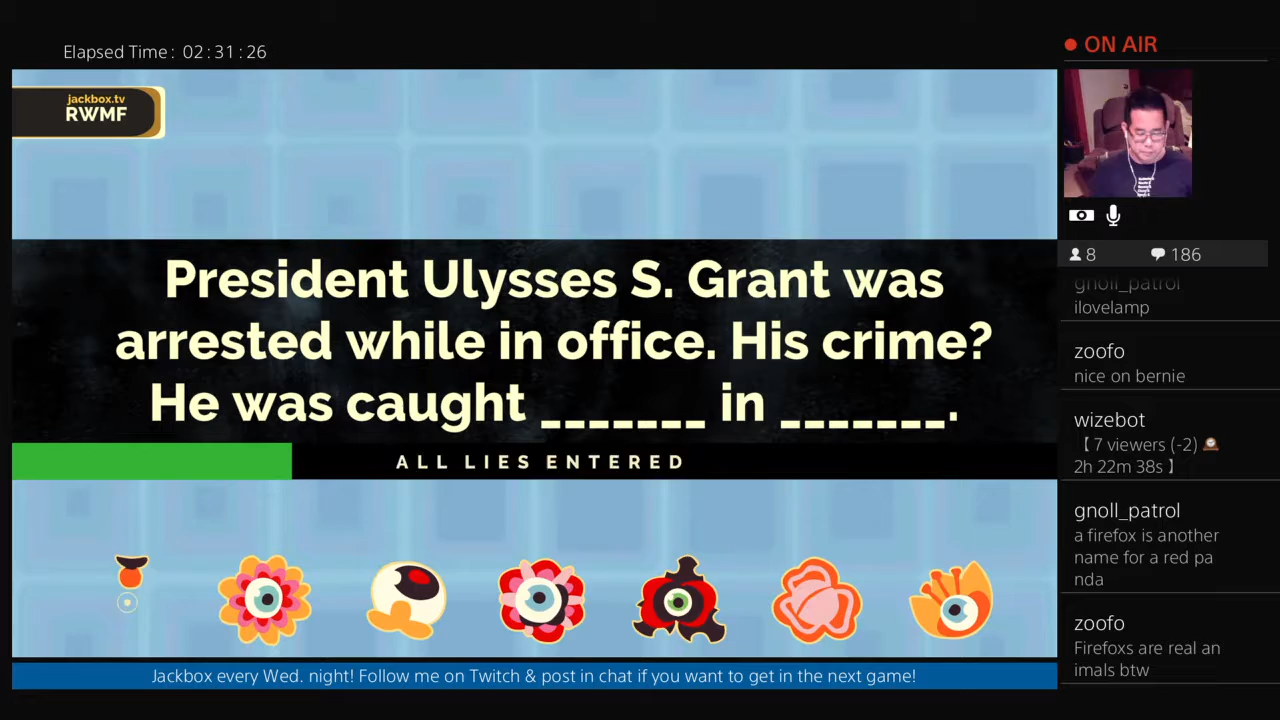 Elapsed Time: 02:31:26
ON AIR
jackbox.tv
RWMF
8 186
President Ulysses S. Grant was
arrested while in office. His crime?
He was caught _______ in _______.
ALL LIES ENTERED
gnoll_patrol
ilovelamp
zoofo
nice on bernie
wizebot
【7 viewers (-2) 🕰
2h 22m 38s 】
gnoll_patrol
a firefox is another
name for a red pa
nda
zoofo
Firefoxs are real an
imals btw
Jackbox every Wed. night! Follow me on Twitch & post in chat if you want to get in the next game!